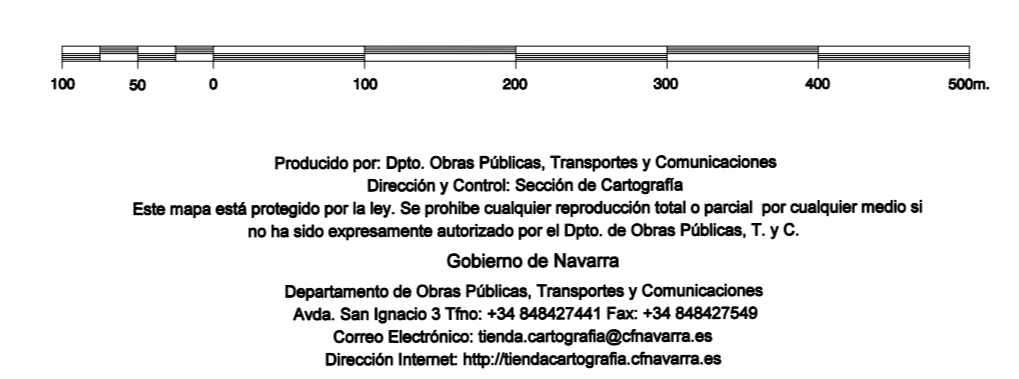 100 50 0 100 200 300 400 500m.
Producido por: Dpto. Obras Públicas, Transportes y Comunicaciones
Dirección y Control: Sección de Cartografía
Este mapa está protegido por la ley. Se prohibe cualquier reproducción total o parcial por cualquier medio si
no ha sido expresamente autorizado por el Dpto. de Obras Públicas, T. y C.
Gobierno de Navarra
Departamento de Obras Públicas, Transportes y Comunicaciones
Avda. San Ignacio 3 Tfno: +34 848427441 Fax: +34 848427549
Correo Electrónico: tienda.cartografia@cfnavarra.es
Dirección Internet: http://tiendacartografia.cfnavarra.es